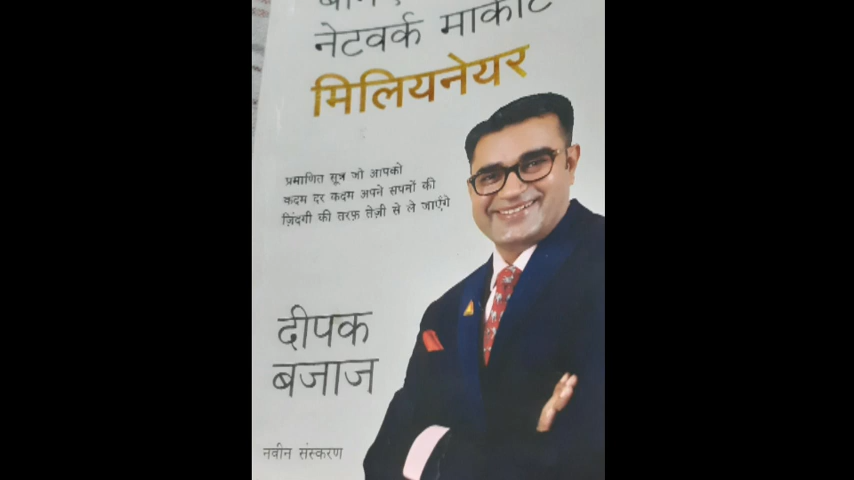 नेटवर्क मार्केटिंग
मिलियनेयर
प्रमाणित सूत्र जो आपको
कदम दर कदम अपने सपनों की
ज़िंदगी की तरफ़ तेज़ी से ले जाएँगे
दीपक
बजाज
नवीन संस्करण